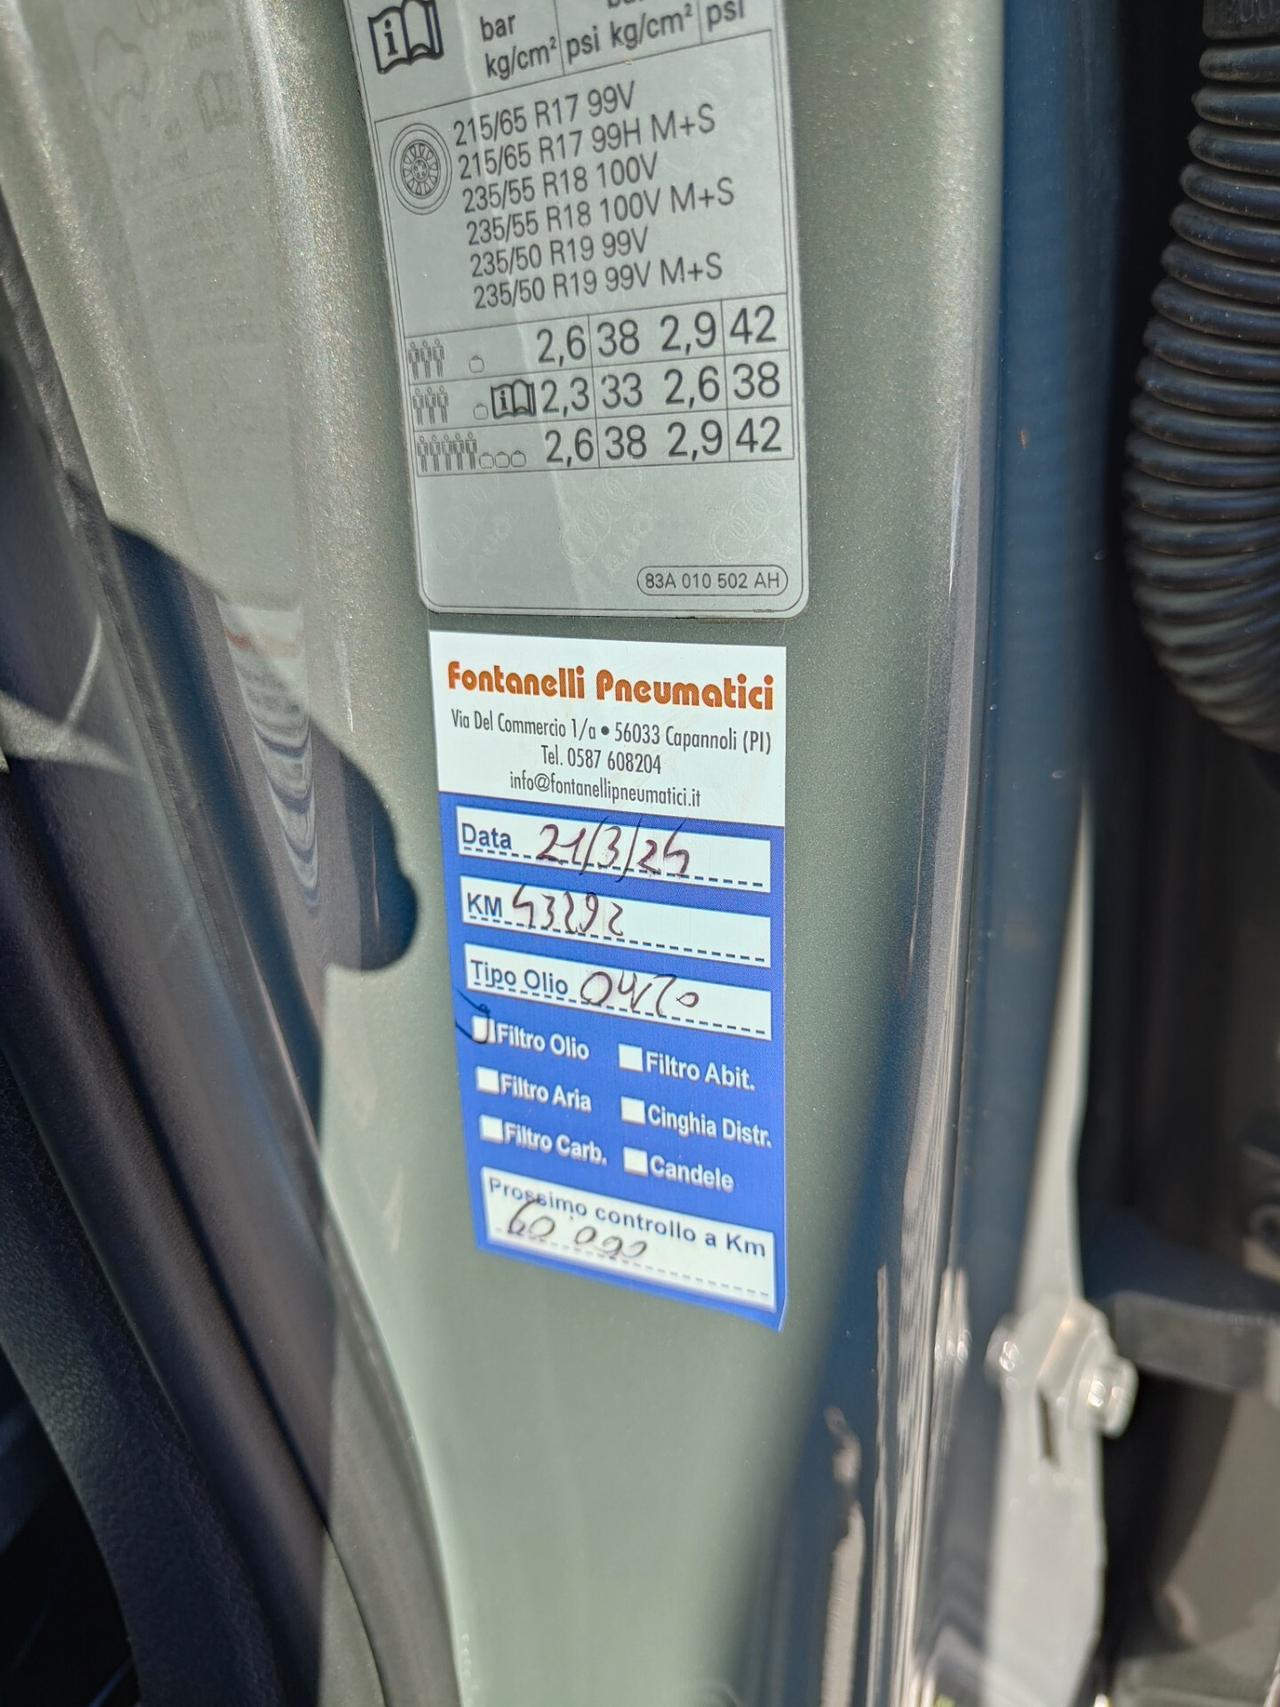 bar
kg/cm² psi kg/cm² psi
215/65 R17 99V
215/65 R17 99H M+S
235/55 R18 100V
235/55 R18 100V M+S
235/50 R19 99V
235/50 R19 99V M+S
2,6 38 2,9 42
2,3 33 2,6 38
2,6 38 2,9 42
83A 010 502 AH
Fontanelli Pneumatici
Via Del Commercio 1/a • 56033 Capannoli (PI)
Tel. 0587 608204
info@fontanellipneumatici.it
Data 21/3/24
KM 43292
Tipo Olio 0W20
Filtro Olio Filtro Abit.
Filtro Aria Cinghia Distr.
Filtro Carb. Candele
Prossimo controllo a Km
60 000